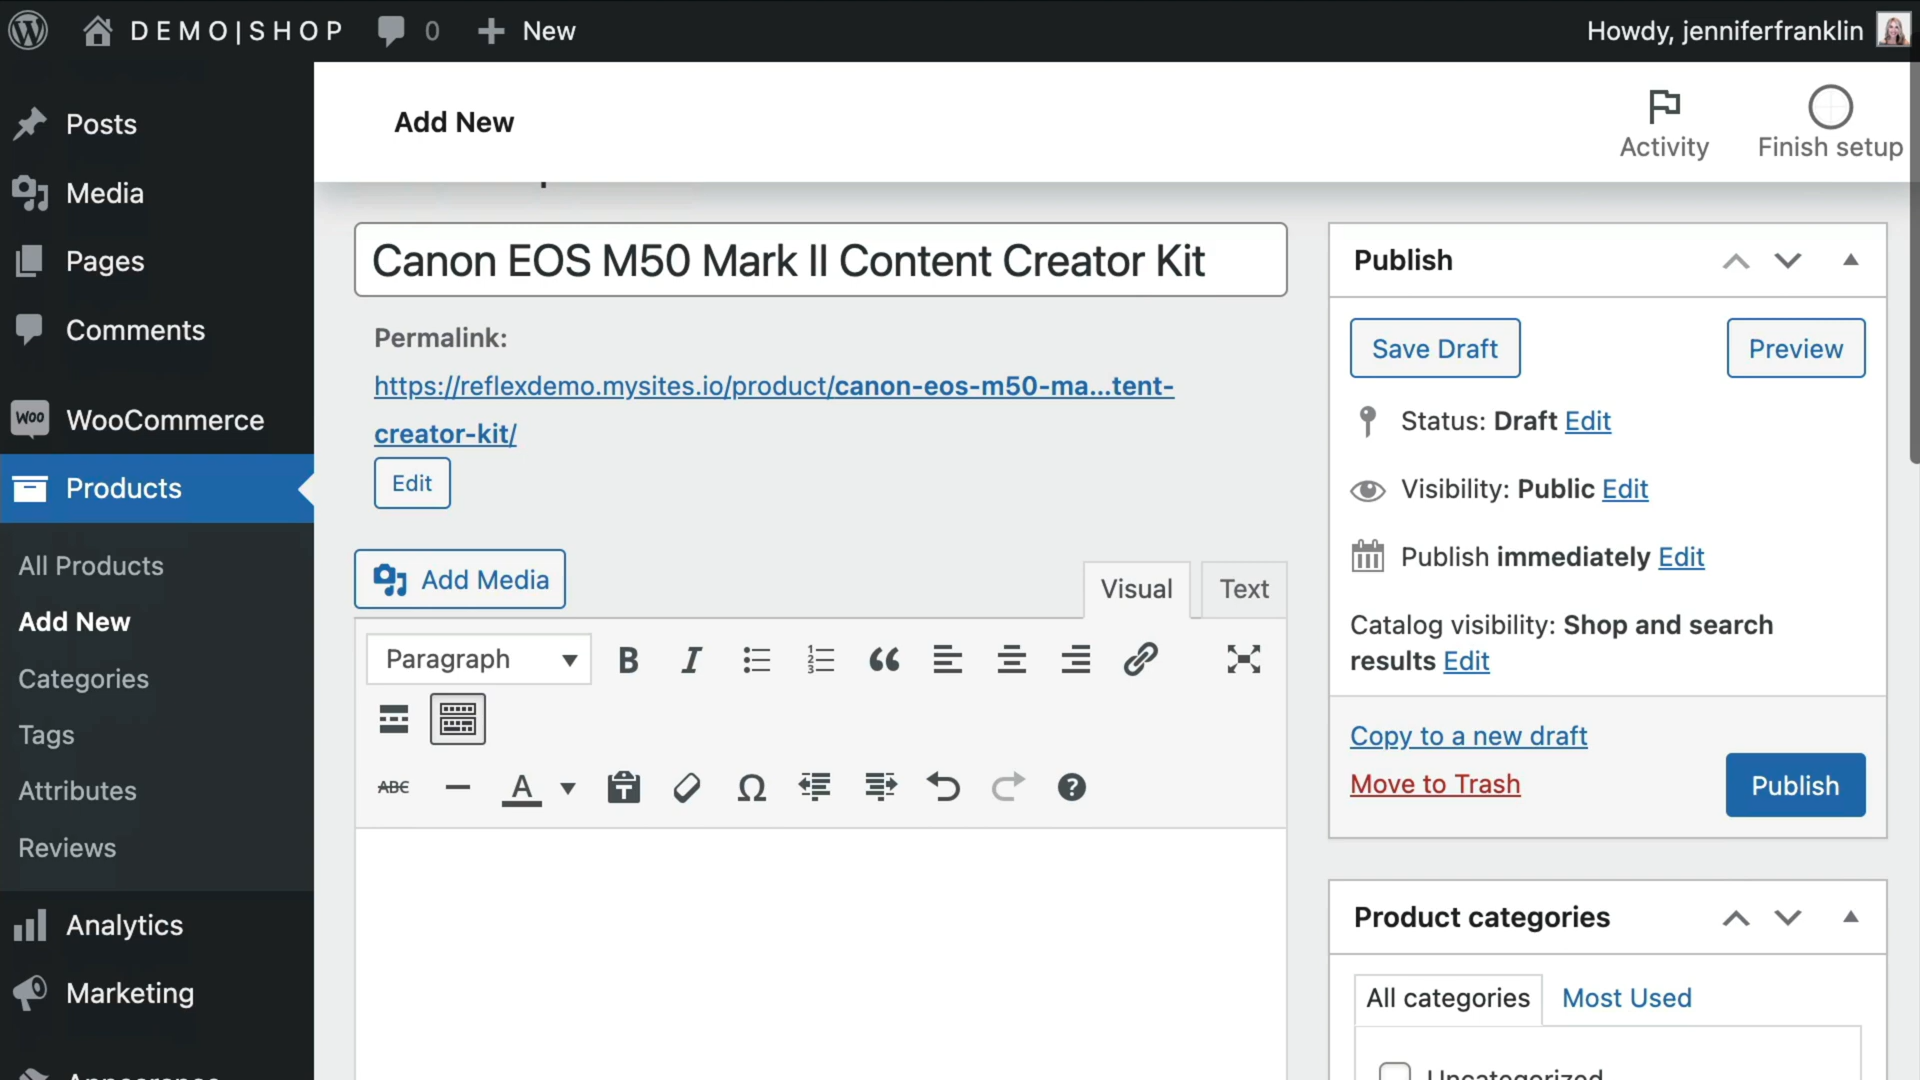 DEMO|SHOP
0
New
Howdy, jenniferfranklin
Posts
Media
Pages
Comments
WOO
WooCommerce
Products
All Products
Add New
Categories
Tags
Attributes
Reviews
Analytics
Marketing
Add New
Activity
Finish setup
Canon EOS M50 Mark II Content Creator Kit
Permalink:
https://reflexdemo.mysites.io/product/canon-eos-m50-ma...tent-
creator-kit/
Edit
Add Media
Visual
Text
Paragraph
B
I
ABC
A
Ω
Publish
Save Draft
Preview
Status: Draft Edit
Visibility: Public Edit
Publish immediately Edit
Catalog visibility: Shop and search
results Edit
Copy to a new draft
Move to Trash
Publish
Product categories
All categories
Most Used
Uncategorized